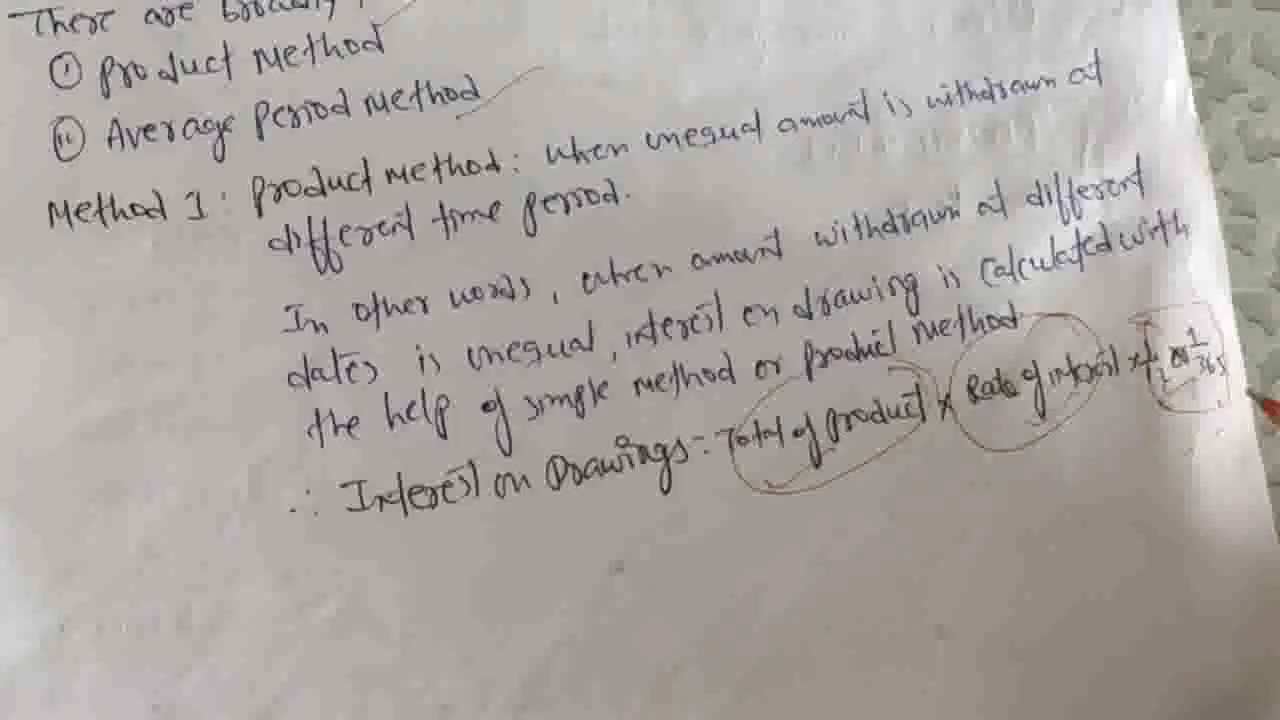 There are broadly
(i) Product Method
(ii) Average Period Method
Method 1: Product Method: When unequal amount is withdrawn at
different time period.
In other words, when amount withdrawn at different
dates is unequal, interest on drawing is calculated with
the help of simple method or product method
∴ Interest on Drawings = Total of product × Rate of interest × or 1/365